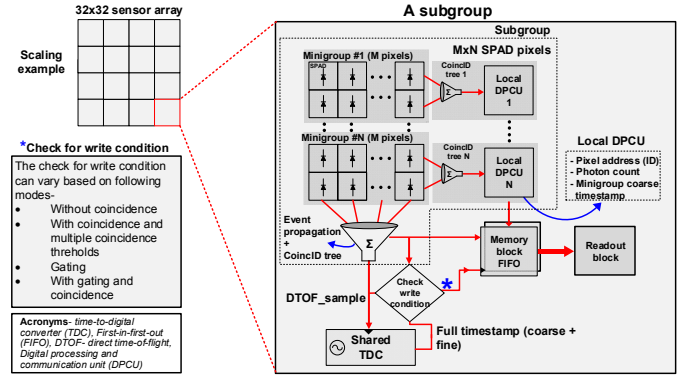 32x32 sensor array
Scaling
example
*Check for write condition
The check for write condition
can vary based on following
modes-
• Without coincidence
• With coincidence and
multiple coincidence
threholds
• Gating
• With gating and
coincidence
Acronyms- time-to-digital
converter (TDC), First-in-first-out
(FIFO), DTOF- direct time-of-flight,
Digital processing and
communication unit (DPCU)
A subgroup
Subgroup
MxN SPAD pixels
Minigroup #1 (M pixels)
SPAD
CoincID
tree 1
Σ
Local
DPCU
1
Minigroup #N (M pixels)
CoincID
tree N
Σ
Local
DPCU
N
Local DPCU
- Pixel address (ID)
- Photon count
- Minigroup coarse
timestamp
Event
propagation
+
CoincID tree
Σ
Memory
block
FIFO
Readout
block
Check
write
condition
*
DTOF_sample
Full timestamp (coarse +
fine)
Shared
TDC